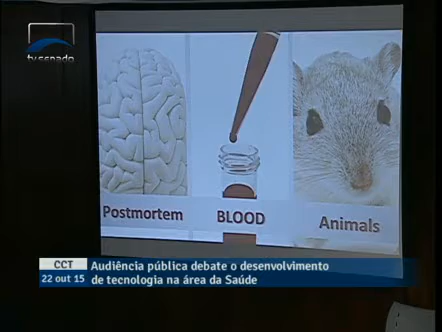 tv senado
Postmortem
BLOOD
Animals
CCT
22 out 15
Audiência pública debate o desenvolvimento
de tecnologia na área da Saúde